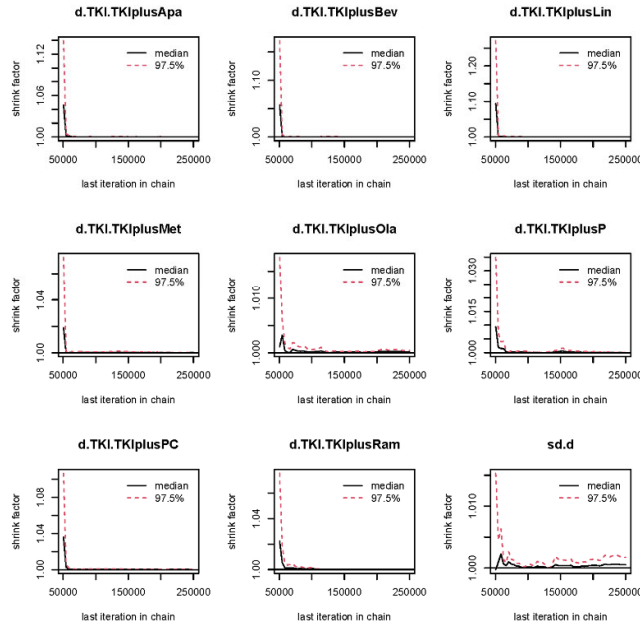 d.TKI.TKIplusApa
shrink factor
1.00 1.06 1.12
median
97.5%
50000 150000 250000
last iteration in chain
d.TKI.TKIplusBev
shrink factor
1.00 1.10
median
97.5%
50000 150000 250000
last iteration in chain
d.TKI.TKIplusLin
shrink factor
1.00 1.10 1.20
median
97.5%
50000 150000 250000
last iteration in chain
d.TKI.TKIplusMet
shrink factor
1.00 1.04
median
97.5%
50000 150000 250000
last iteration in chain
d.TKI.TKIplusOla
shrink factor
1.000 1.010
median
97.5%
50000 150000 250000
last iteration in chain
d.TKI.TKIplusP
shrink factor
1.000 1.015 1.030
median
97.5%
50000 150000 250000
last iteration in chain
d.TKI.TKIplusPC
shrink factor
1.00 1.04 1.08
median
97.5%
50000 150000 250000
last iteration in chain
d.TKI.TKIplusRam
shrink factor
1.00 1.04
median
97.5%
50000 150000 250000
last iteration in chain
sd.d
shrink factor
1.000 1.010
median
97.5%
50000 150000 250000
last iteration in chain